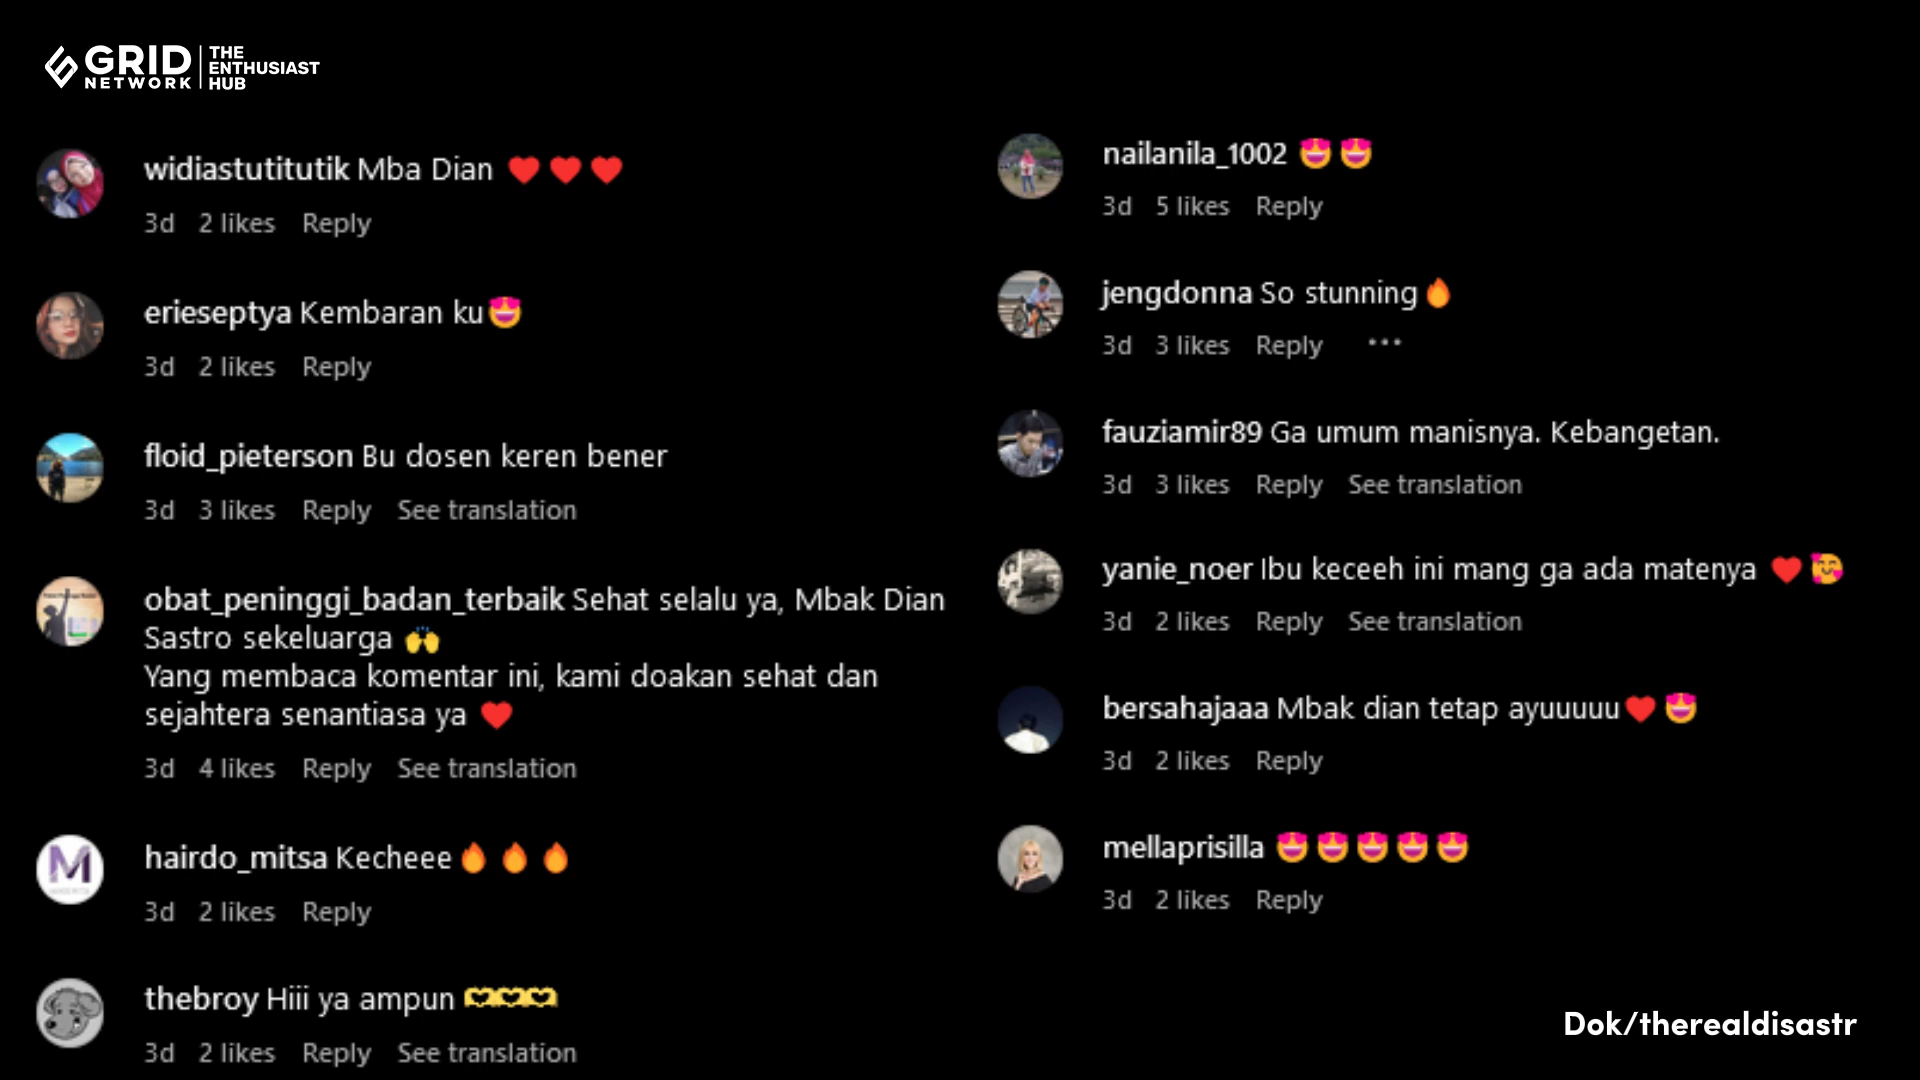 GRID NETWORK | THE ENTHUSIAST HUB
widiastutitutik Mba Dian ❤️ ❤️ ❤️
3d 2 likes Reply
erieseptya Kembaran ku😍
3d 2 likes Reply
floid_pieterson Bu dosen keren bener
3d 3 likes Reply See translation
obat_peninggi_badan_terbaik Sehat selalu ya, Mbak Dian
Sastro sekeluarga 🙌
Yang membaca komentar ini, kami doakan sehat dan
sejahtera senantiasa ya ❤️
3d 4 likes Reply See translation
hairdo_mitsa Kecheee🔥 🔥 🔥
3d 2 likes Reply
thebroy Hiii ya ampun 🫶🫶🫶
3d 2 likes Reply See translation
nailanila_1002 😍 😍
3d 5 likes Reply
jengdonna So stunning🔥
3d 3 likes Reply •••
fauziamir89 Ga umum manisnya. Kebangetan.
3d 3 likes Reply See translation
yanie_noer Ibu keceeh ini mang ga ada matenya ❤️ 🥰
3d 2 likes Reply See translation
bersahajaaa Mbak dian tetap ayuuuuu❤️ 😍
3d 2 likes Reply
mellaprisilla 😍 😍 😍 😍 😍
3d 2 likes Reply
Dok/therealdisastr